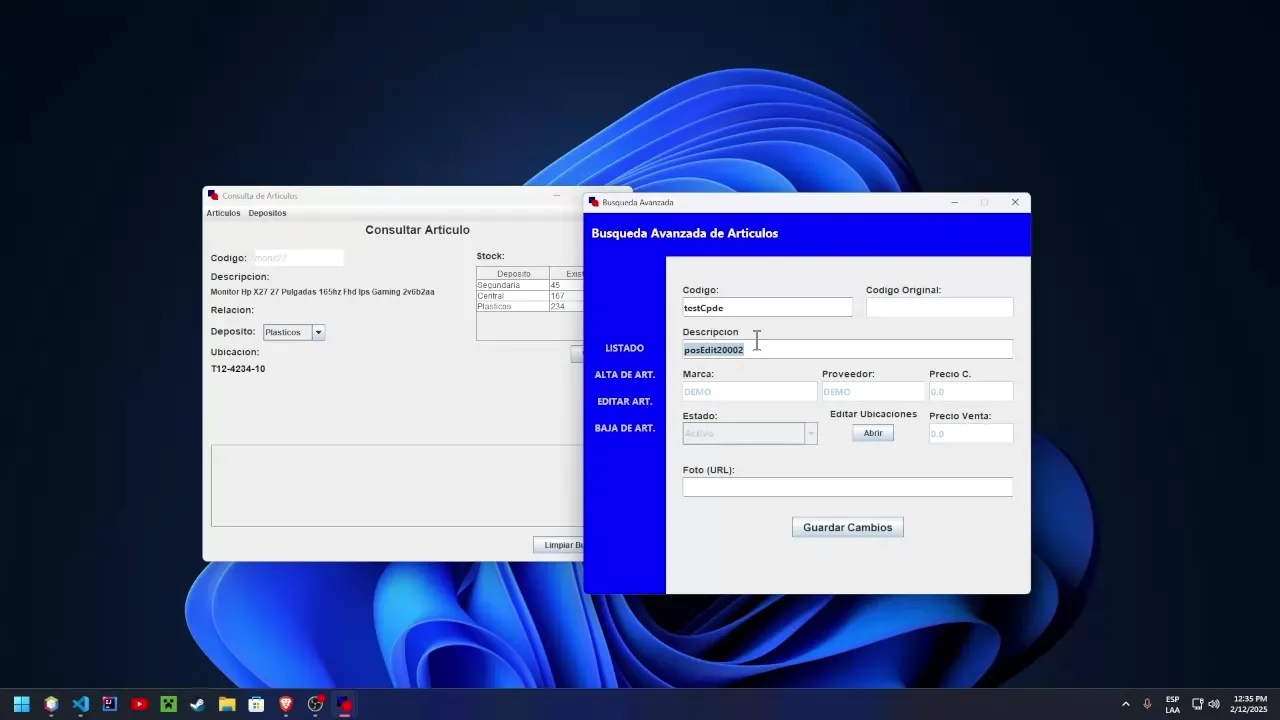 Consulta de Articulos
Articulos Depositos
Consultar Articulo
Codigo: monit27
Descripcion:
Monitor Hp X27 27 Pulgadas 165hz Fhd Ips Gaming 2v6b2aa
Relacion:
Deposito: Plasticos
Ubicacion:
T12-4234-10
Stock:
Deposito Exist
Segundaria 45
Central 167
Plasticos 234
Limpiar Bu
Busqueda Avanzada
Busqueda Avanzada de Articulos
LISTADO
ALTA DE ART.
EDITAR ART.
BAJA DE ART.
Codigo: Codigo Original:
testCpde
Descripcion
posEdit20002
Marca: Proveedor: Precio C.
DEMO DEMO 0.0
Estado: Editar Ubicaciones Precio Venta:
Activo Abrir 0.0
Foto (URL):
Guardar Cambios
ESP
LAA
12:35 PM
2/12/2025